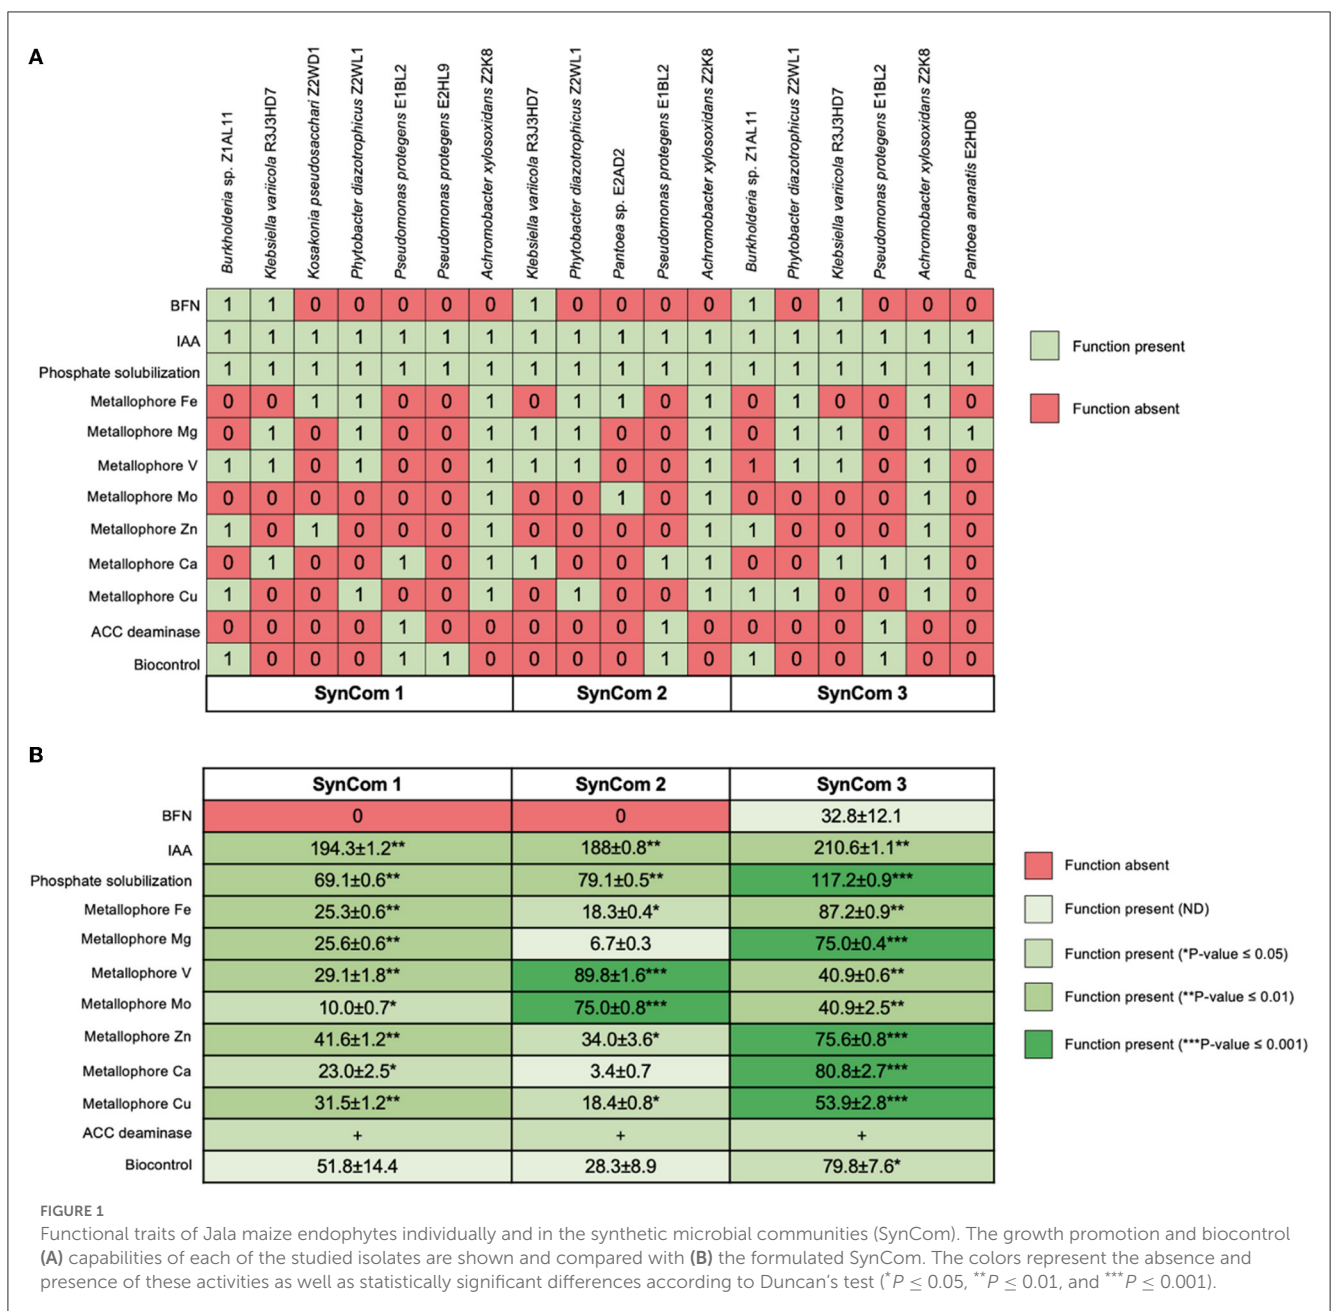 A
Burkholderia sp. Z1AL11 Klebsiella variicola R3J3HD7 Kosakonia pseudosacchari Z2WD1 Phytobacter diazotrophicus Z2WL1 Pseudomonas protegens E1BL2 Pseudomonas protegens E2HL9 Achromobacter xylosoxidans Z2K8 Klebsiella variicola R3J3HD7 Phytobacter diazotrophicus Z2WL1 Pantoea sp. E2AD2 Pseudomonas protegens E1BL2 Achromobacter xylosoxidans Z2K8 Burkholderia sp. Z1AL11 Phytobacter diazotrophicus Z2WL1 Klebsiella variicola R3J3HD7 Pseudomonas protegens E1BL2 Achromobacter xylosoxidans Z2K8 Pantoea ananatis E2HD8
BFN 1 1 0 0 0 0 0 1 0 0 0 0 1 0 1 0 0 0
IAA 1 1 1 1 1 1 1 1 1 1 1 1 1 1 1 1 1 1
Phosphate solubilization 1 1 1 1 1 1 1 1 1 1 1 1 1 1 1 1 1 1
Metallophore Fe 0 0 1 1 0 0 1 0 1 1 0 1 0 1 0 0 1 0
Metallophore Mg 0 1 0 1 0 0 1 1 1 0 0 1 0 1 1 0 1 1
Metallophore V 1 1 0 1 0 0 1 1 1 0 0 1 1 1 1 0 1 0
Metallophore Mo 0 0 0 0 0 0 1 0 0 1 0 1 0 0 0 0 1 0
Metallophore Zn 1 0 1 0 0 0 1 0 0 0 0 1 1 0 0 0 1 0
Metallophore Ca 0 1 0 0 1 0 1 1 0 0 1 1 0 0 1 1 1 0
Metallophore Cu 1 0 0 1 0 0 1 0 1 0 0 1 1 1 0 0 1 0
ACC deaminase 0 0 0 0 1 0 0 0 0 0 1 0 0 0 0 1 0 0
Biocontrol 1 0 0 0 1 1 0 0 0 0 1 0 1 0 0 1 0 0
SynCom 1 SynCom 2 SynCom 3
Function present
Function absent
B
SynCom 1 SynCom 2 SynCom 3
BFN 0 0 32.8±12.1
IAA 194.3±1.2** 188±0.8** 210.6±1.1**
Phosphate solubilization 69.1±0.6** 79.1±0.5** 117.2±0.9***
Metallophore Fe 25.3±0.6** 18.3±0.4* 87.2±0.9**
Metallophore Mg 25.6±0.6** 6.7±0.3 75.0±0.4***
Metallophore V 29.1±1.8** 89.8±1.6*** 40.9±0.6**
Metallophore Mo 10.0±0.7* 75.0±0.8*** 40.9±2.5**
Metallophore Zn 41.6±1.2** 34.0±3.6* 75.6±0.8***
Metallophore Ca 23.0±2.5* 3.4±0.7 80.8±2.7***
Metallophore Cu 31.5±1.2** 18.4±0.8* 53.9±2.8***
ACC deaminase + + +
Biocontrol 51.8±14.4 28.3±8.9 79.8±7.6*
Function absent
Function present (ND)
Function present (*P-value ≤ 0.05)
Function present (**P-value ≤ 0.01)
Function present (***P-value ≤ 0.001)
FIGURE 1
Functional traits of Jala maize endophytes individually and in the synthetic microbial communities (SynCom). The growth promotion and biocontrol
(A) capabilities of each of the studied isolates are shown and compared with (B) the formulated SynCom. The colors represent the absence and
presence of these activities as well as statistically significant differences according to Duncan's test (*P ≤ 0.05, **P ≤ 0.01, and ***P ≤ 0.001).